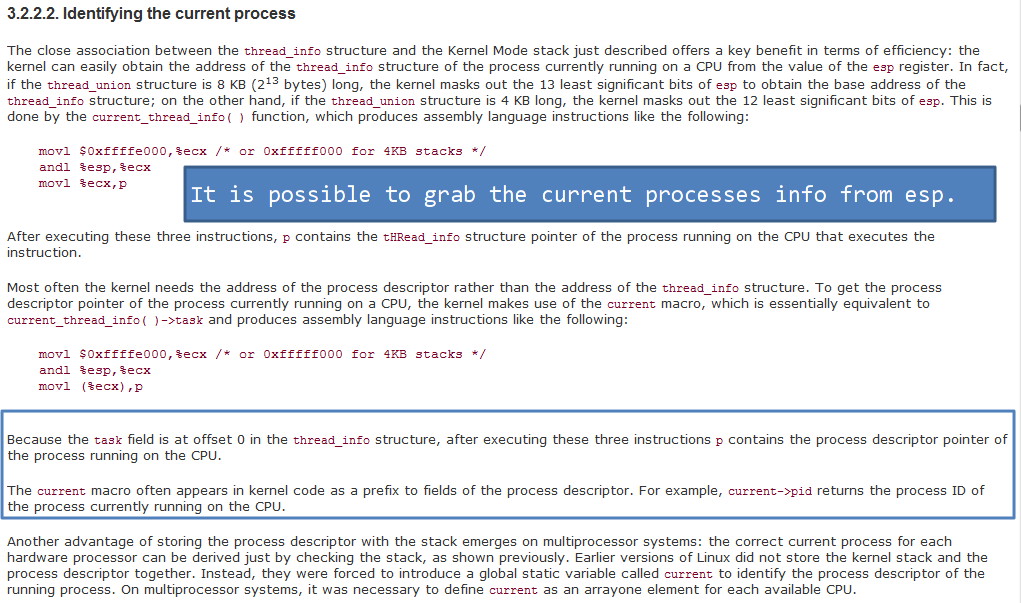 3.2.2.2. Identifying the current process
The close association between the thread_info structure and the Kernel Mode stack just described offers a key benefit in terms of efficiency: the
kernel can easily obtain the address of the thread_info structure of the process currently running on a CPU from the value of the esp register. In fact,
if the thread_union structure is 8 KB (2¹³ bytes) long, the kernel masks out the 13 least significant bits of esp to obtain the base address of the
thread_info structure; on the other hand, if the thread_union structure is 4 KB long, the kernel masks out the 12 least significant bits of esp. This is
done by the current_thread_info( ) function, which produces assembly language instructions like the following:
movl $0xffffe000,%ecx /* or 0xfffff000 for 4KB stacks */
andl %esp,%ecx
movl %ecx,p
It is possible to grab the current processes info from esp.
After executing these three instructions, p contains the tHRead_info structure pointer of the process running on the CPU that executes the
instruction.
Most often the kernel needs the address of the process descriptor rather than the address of the thread_info structure. To get the process
descriptor pointer of the process currently running on a CPU, the kernel makes use of the current macro, which is essentially equivalent to
current_thread_info( )->task and produces assembly language instructions like the following:
movl $0xffffe000,%ecx /* or 0xfffff000 for 4KB stacks */
andl %esp,%ecx
movl (%ecx),p
Because the task field is at offset 0 in the thread_info structure, after executing these three instructions p contains the process descriptor pointer of
the process running on the CPU.
The current macro often appears in kernel code as a prefix to fields of the process descriptor. For example, current->pid returns the process ID of
the process currently running on the CPU.
Another advantage of storing the process descriptor with the stack emerges on multiprocessor systems: the correct current process for each
hardware processor can be derived just by checking the stack, as shown previously. Earlier versions of Linux did not store the kernel stack and the
process descriptor together. Instead, they were forced to introduce a global static variable called current to identify the process descriptor of the
running process. On multiprocessor systems, it was necessary to define current as an arrayone element for each available CPU.